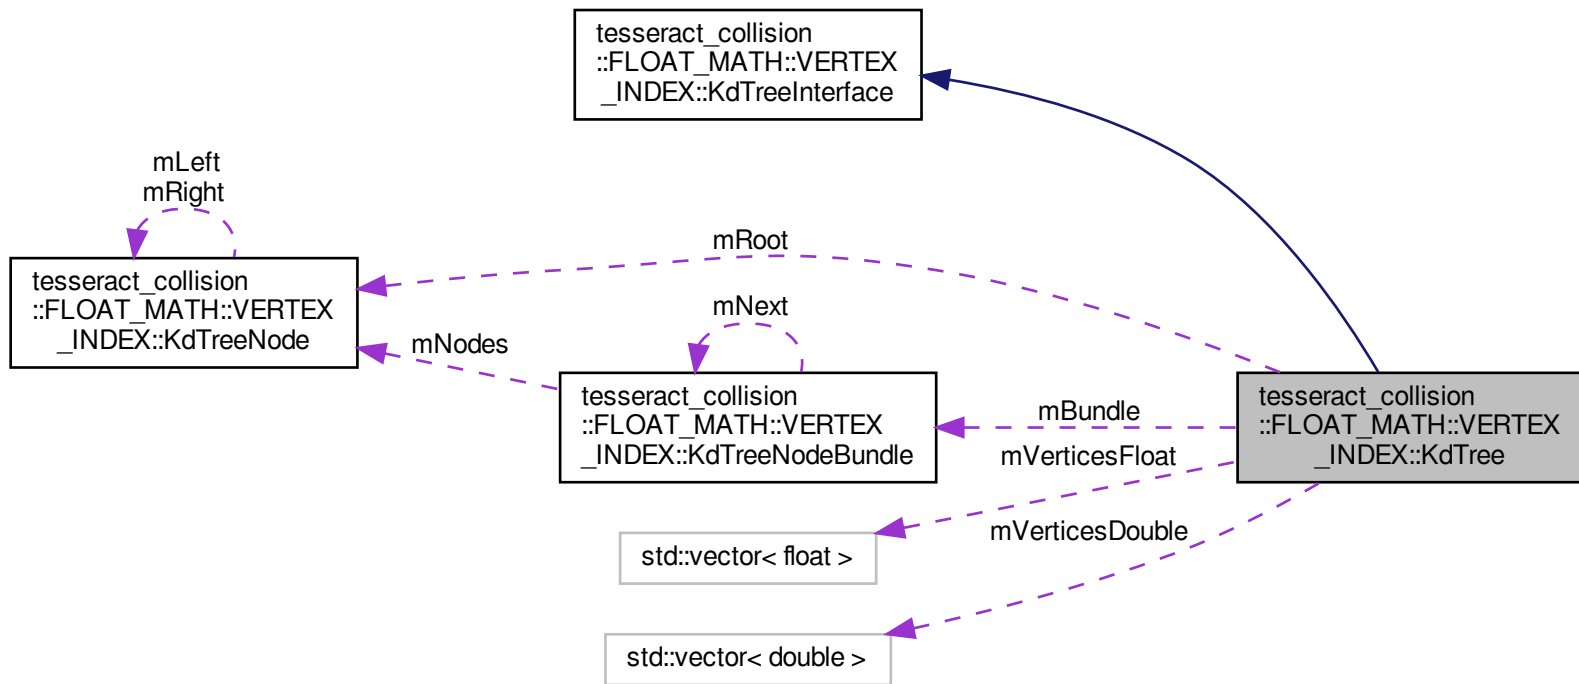 tesseract_collision
::FLOAT_MATH::VERTEX
_INDEX::KdTreeInterface
mLeft
mRight
tesseract_collision
::FLOAT_MATH::VERTEX
_INDEX::KdTreeNode
mRoot
mNext
mNodes
tesseract_collision
::FLOAT_MATH::VERTEX
_INDEX::KdTreeNodeBundle
mBundle
tesseract_collision
::FLOAT_MATH::VERTEX
_INDEX::KdTree
mVerticesFloat
mVerticesDouble
std::vector< float >
std::vector< double >